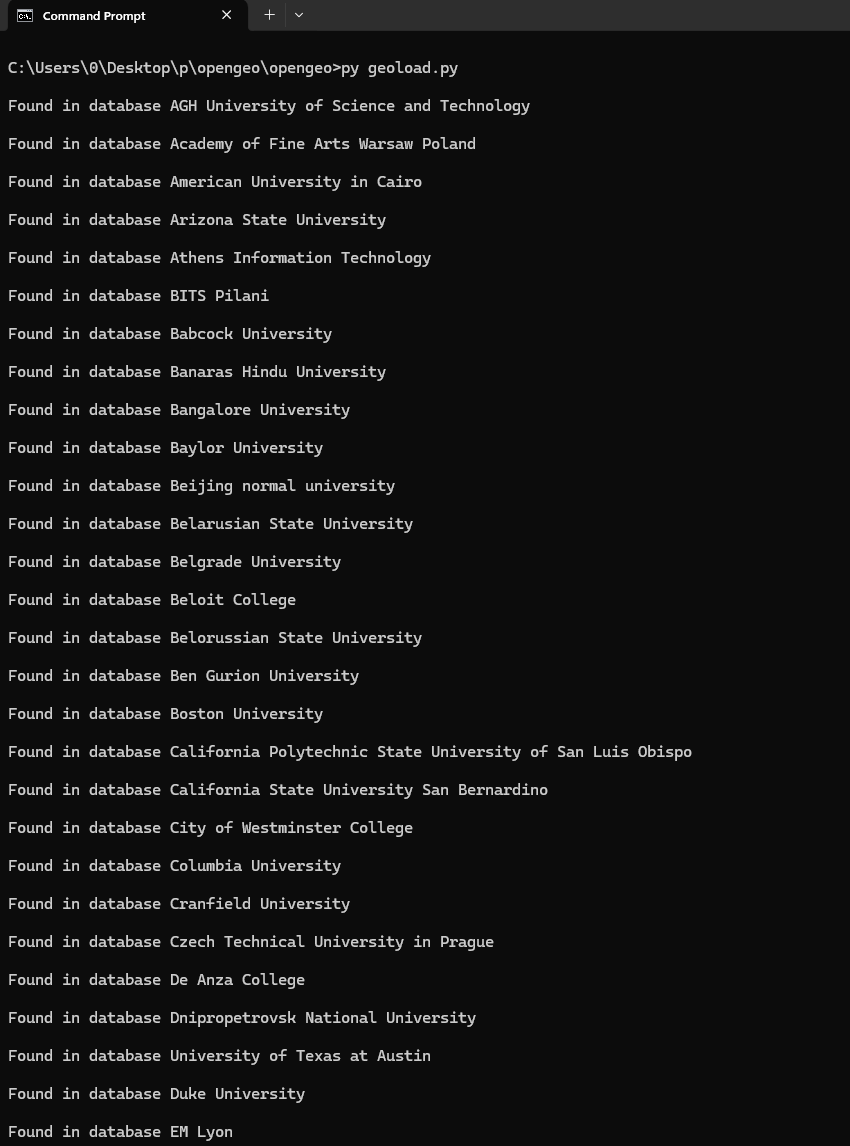 Command Prompt
C:\Users\0\Desktop\p\opengeo\opengeo>py geoload.py
Found in database AGH University of Science and Technology
Found in database Academy of Fine Arts Warsaw Poland
Found in database American University in Cairo
Found in database Arizona State University
Found in database Athens Information Technology
Found in database BITS Pilani
Found in database Babcock University
Found in database Banaras Hindu University
Found in database Bangalore University
Found in database Baylor University
Found in database Beijing normal university
Found in database Belarusian State University
Found in database Belgrade University
Found in database Beloit College
Found in database Belorussian State University
Found in database Ben Gurion University
Found in database Boston University
Found in database California Polytechnic State University of San Luis Obispo
Found in database California State University San Bernardino
Found in database City of Westminster College
Found in database Columbia University
Found in database Cranfield University
Found in database Czech Technical University in Prague
Found in database De Anza College
Found in database Dnipropetrovsk National University
Found in database University of Texas at Austin
Found in database Duke University
Found in database EM Lyon